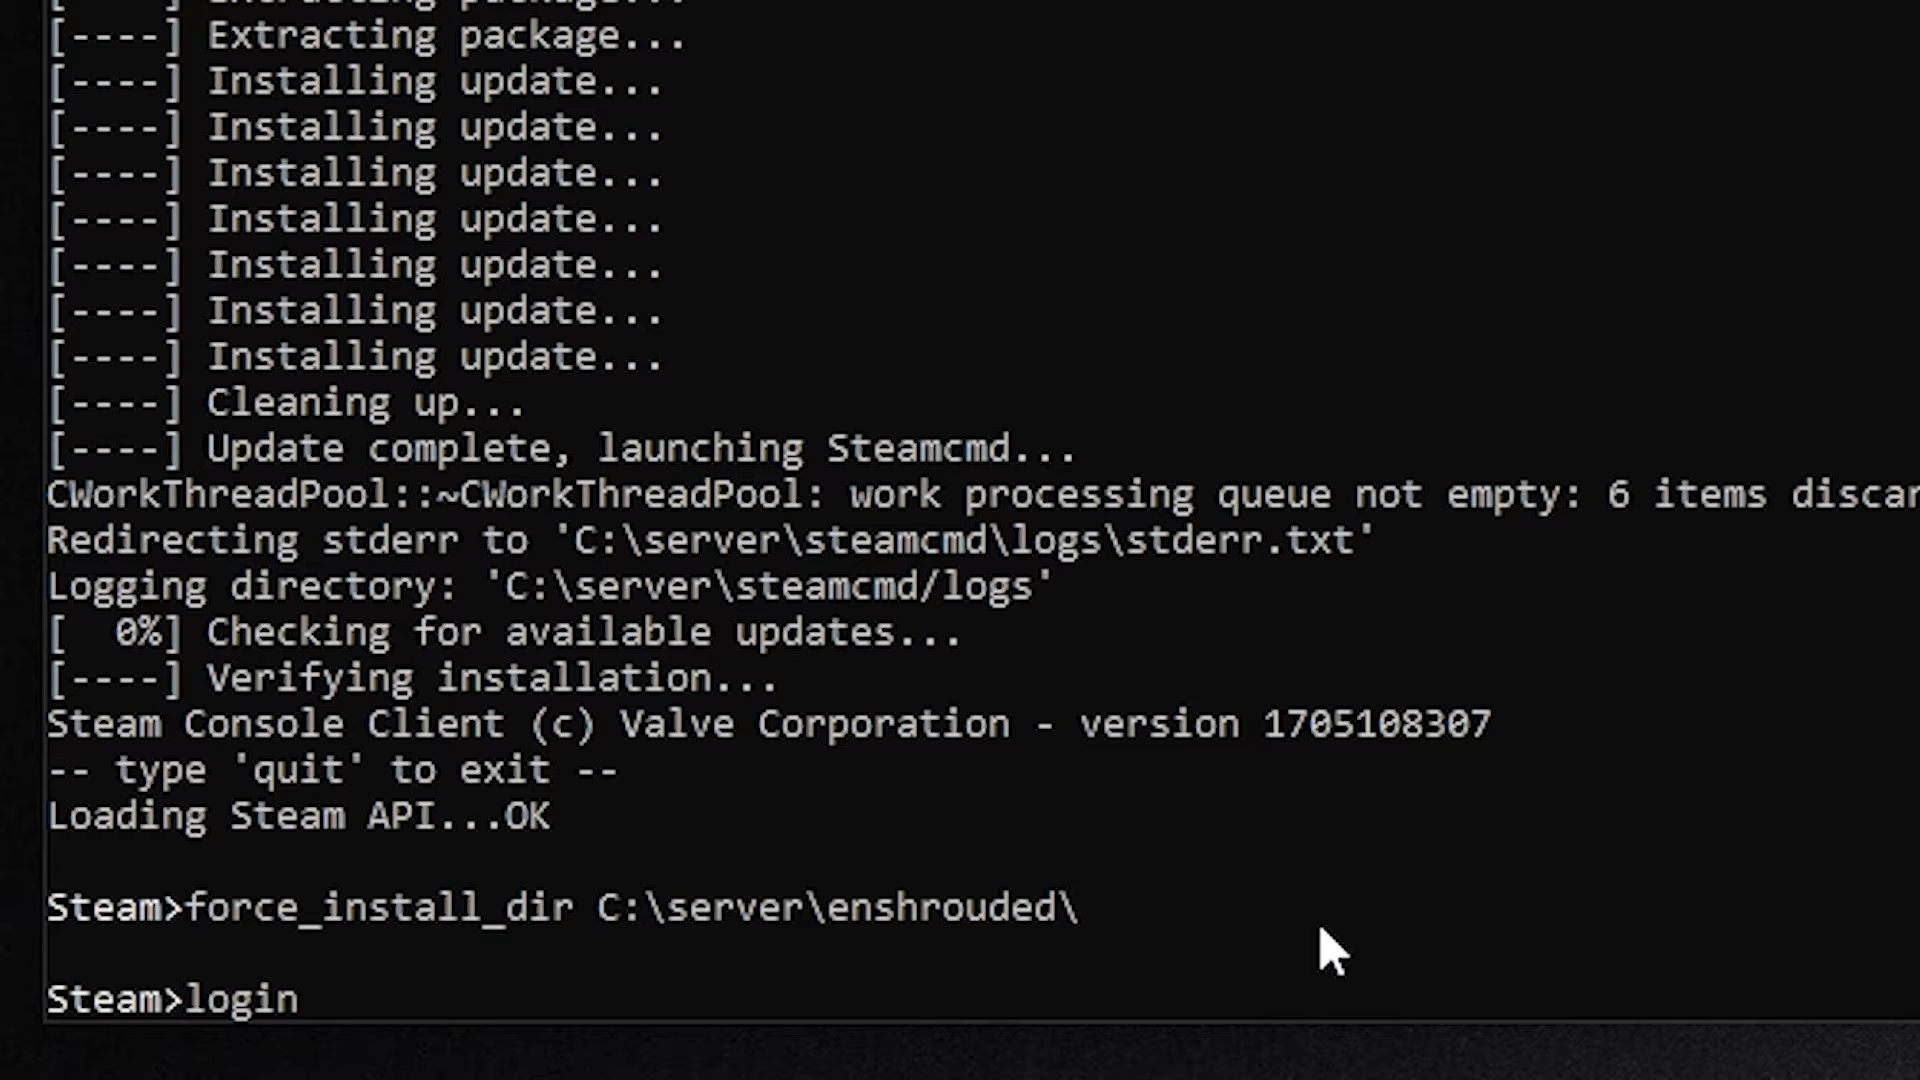 [----] Extracting package...
[----] Extracting package...
[----] Installing update...
[----] Installing update...
[----] Installing update...
[----] Installing update...
[----] Installing update...
[----] Installing update...
[----] Installing update...
[----] Cleaning up...
[----] Update complete, launching Steamcmd...
CWorkThreadPool::~CWorkThreadPool: work processing queue not empty: 6 items discar
Redirecting stderr to 'C:\server\steamcmd\logs\stderr.txt'
Logging directory: 'C:\server\steamcmd/logs'
[  0%] Checking for available updates...
[----] Verifying installation...
Steam Console Client (c) Valve Corporation - version 1705108307
-- type 'quit' to exit --
Loading Steam API...OK
Steam>force_install_dir C:\server\enshrouded\
Steam>login